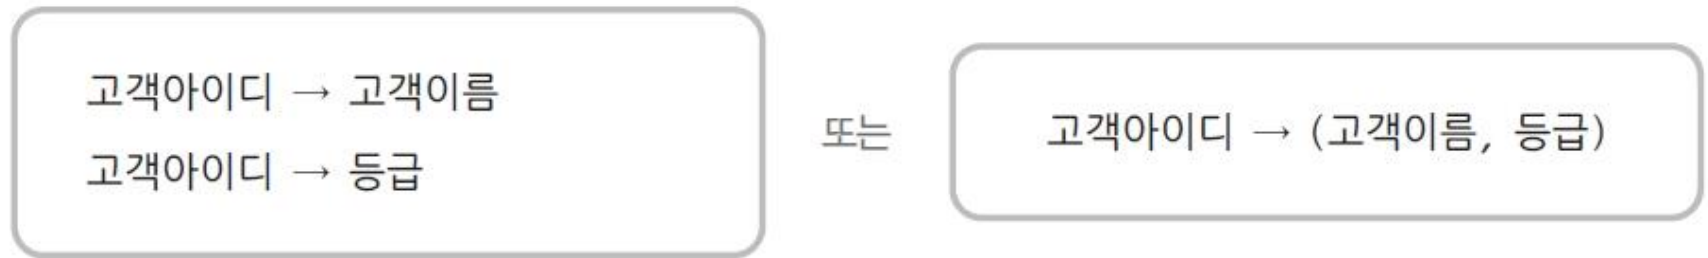 고객아이디 → 고객이름
고객아이디 → 등급
또는
고객아이디 → (고객이름, 등급)